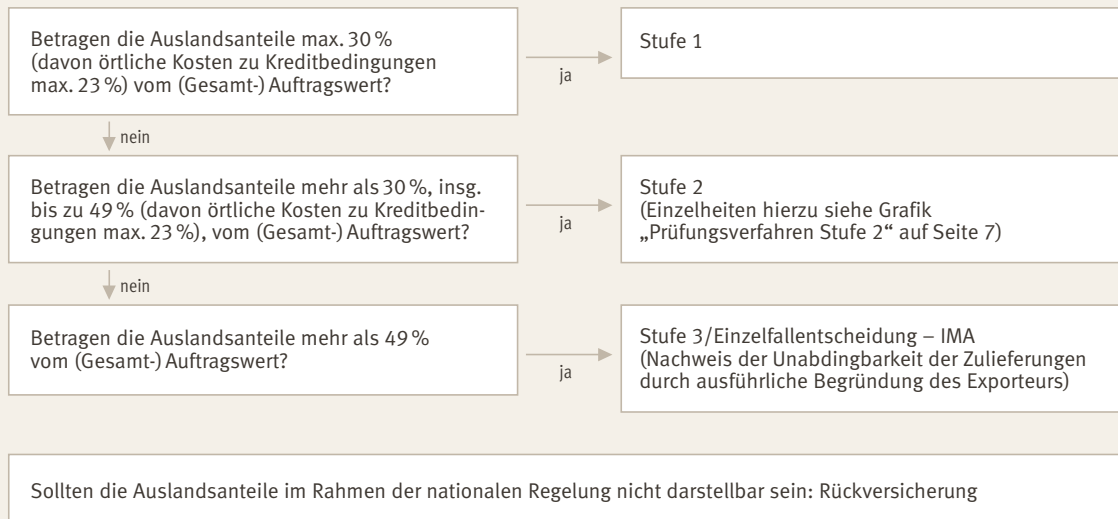 Betragen die Auslandsanteile max. 30 %
(davon örtliche Kosten zu Kreditbedingungen
max. 23 %) vom (Gesamt-) Auftragswert?
ja
Stufe 1
nein
Betragen die Auslandsanteile mehr als 30 %, insg.
bis zu 49 % (davon örtliche Kosten zu Kreditbedin-
gungen max. 23 %), vom (Gesamt-) Auftragswert?
ja
Stufe 2
(Einzelheiten hierzu siehe Grafik
„Prüfungsverfahren Stufe 2“ auf Seite 7)
nein
Betragen die Auslandsanteile mehr als 49 %
vom (Gesamt-) Auftragswert?
ja
Stufe 3/Einzelfallentscheidung – IMA
(Nachweis der Unabdingbarkeit der Zulieferungen
durch ausführliche Begründung des Exporteurs)
Sollten die Auslandsanteile im Rahmen der nationalen Regelung nicht darstellbar sein: Rückversicherung